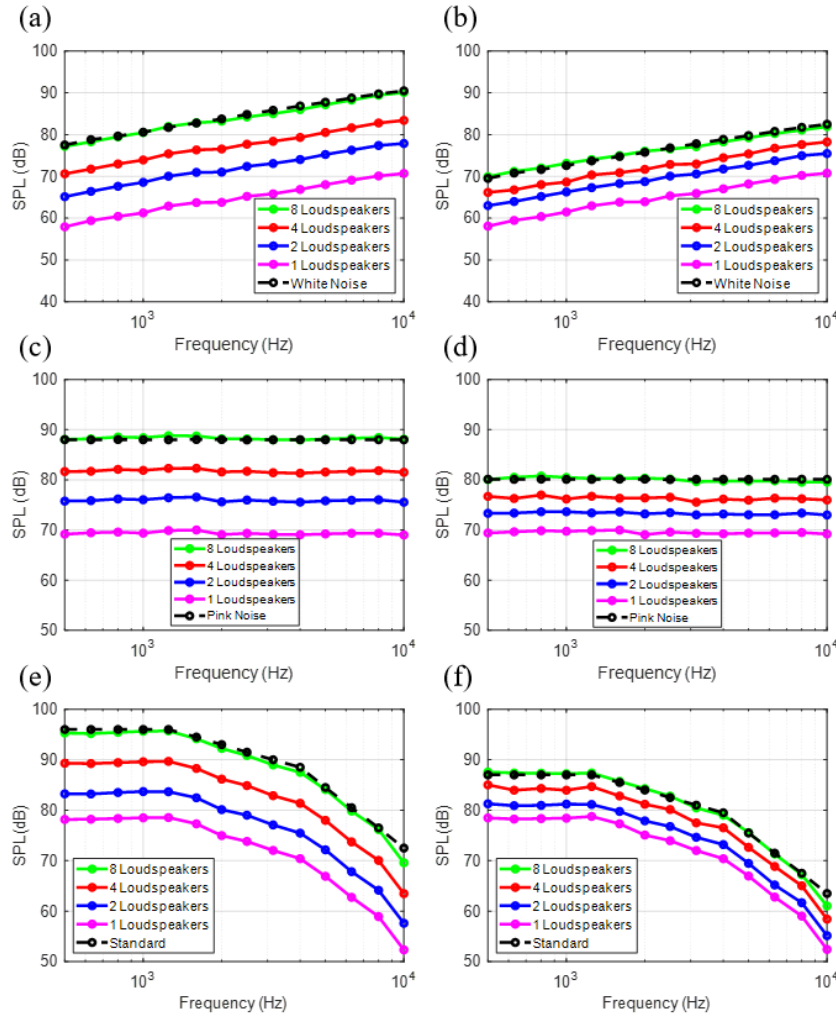 (a)
100
90
80
70
60
50
40
SPL (dB)
8 Loudspeakers
4 Loudspeakers
2 Loudspeakers
1 Loudspeakers
White Noise
10^3
10^4
Frequency (Hz)
(b)
100
90
80
70
60
50
40
SPL (dB)
8 Loudspeakers
4 Loudspeakers
2 Loudspeakers
1 Loudspeakers
White Noise
10^3
10^4
Frequency (Hz)
(c)
100
90
80
70
60
50
SPL (dB)
8 Loudspeakers
4 Loudspeakers
2 Loudspeakers
1 Loudspeakers
Pink Noise
10^3
10^4
Frequency (Hz)
(d)
100
90
80
70
60
50
SPL (dB)
8 Loudspeakers
4 Loudspeakers
2 Loudspeakers
1 Loudspeakers
Pink Noise
10^3
10^4
Frequency (Hz)
(e)
100
90
80
70
60
50
SPL(dB)
8 Loudspeakers
4 Loudspeakers
2 Loudspeakers
1 Loudspeakers
Standard
10^3
10^4
Frequency (Hz)
(f)
100
90
80
70
60
50
SPL(dB)
8 Loudspeakers
4 Loudspeakers
2 Loudspeakers
1 Loudspeakers
Standard
10^3
10^4
Frequency (Hz)